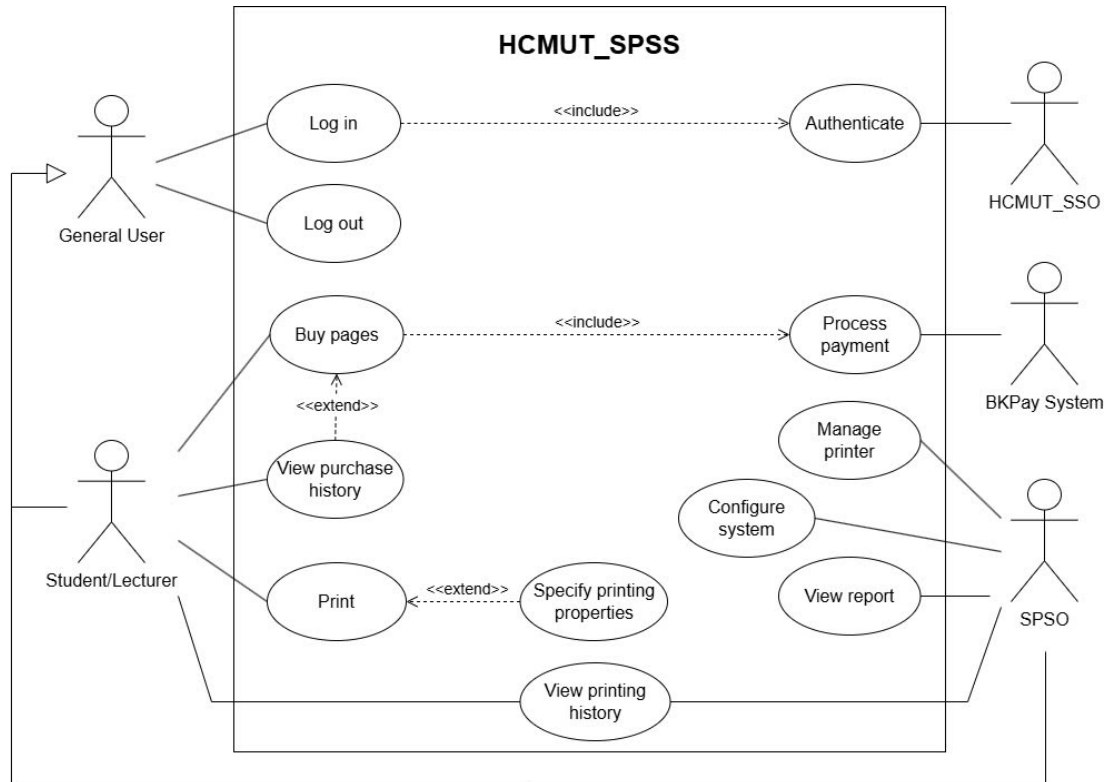 HCMUT_SPSS
Log in
<<include>>
Authenticate
General User
HCMUT_SSO
Log out
Buy pages
<<include>>
Process
payment
<<extend>>
BKPay System
Manage
printer
View purchase
history
Configure
system
Student/Lecturer
Print
<<extend>>
Specify printing
properties
View report
SPSO
View printing
history